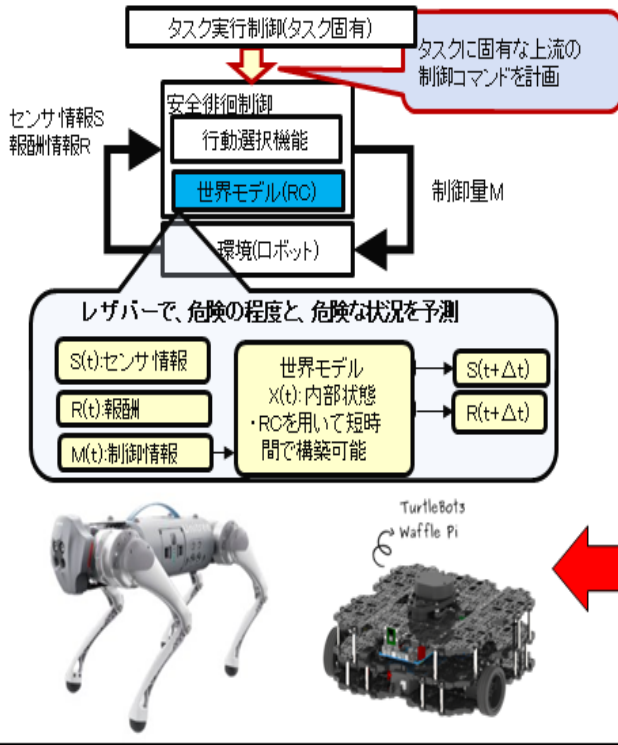 タスク実行制御(タスク固有)
タスクに固有な上流の
制御コマンドを計画
安全徘徊制御
センサ情報S
報酬情報R
行動選択機能
世界モデル(RC)
制御量M
環境(ロボット)
レザバーで、危険の程度と、危険な状況を予測
S(t):センサ情報
R(t):報酬
M(t):制御情報
世界モデル
X(t):内部状態
・RCを用いて短時
間で構築可能
S(t+Δt)
R(t+Δt)
TurtleBot3
Waffle Pi